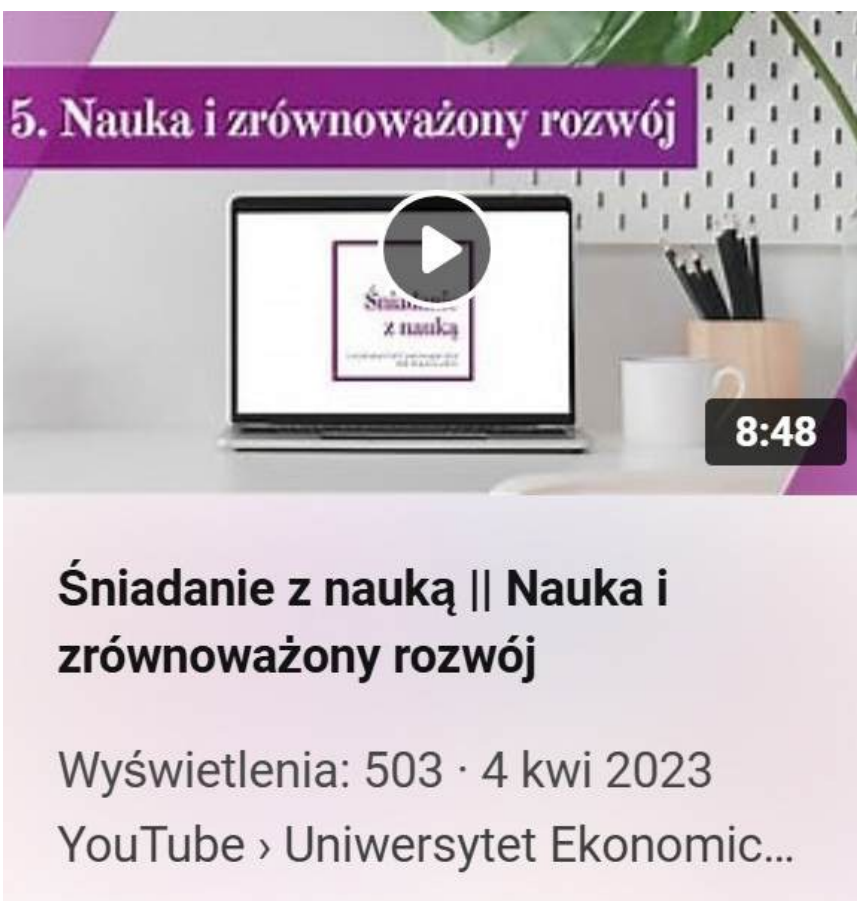 5. Nauka i zrównoważony rozwój
Śniadanie
z nauką
8:48
Śniadanie z nauką || Nauka i
zrównoważony rozwój
Wyświetlenia: 503 · 4 kwi 2023
YouTube › Uniwersytet Ekonomic...